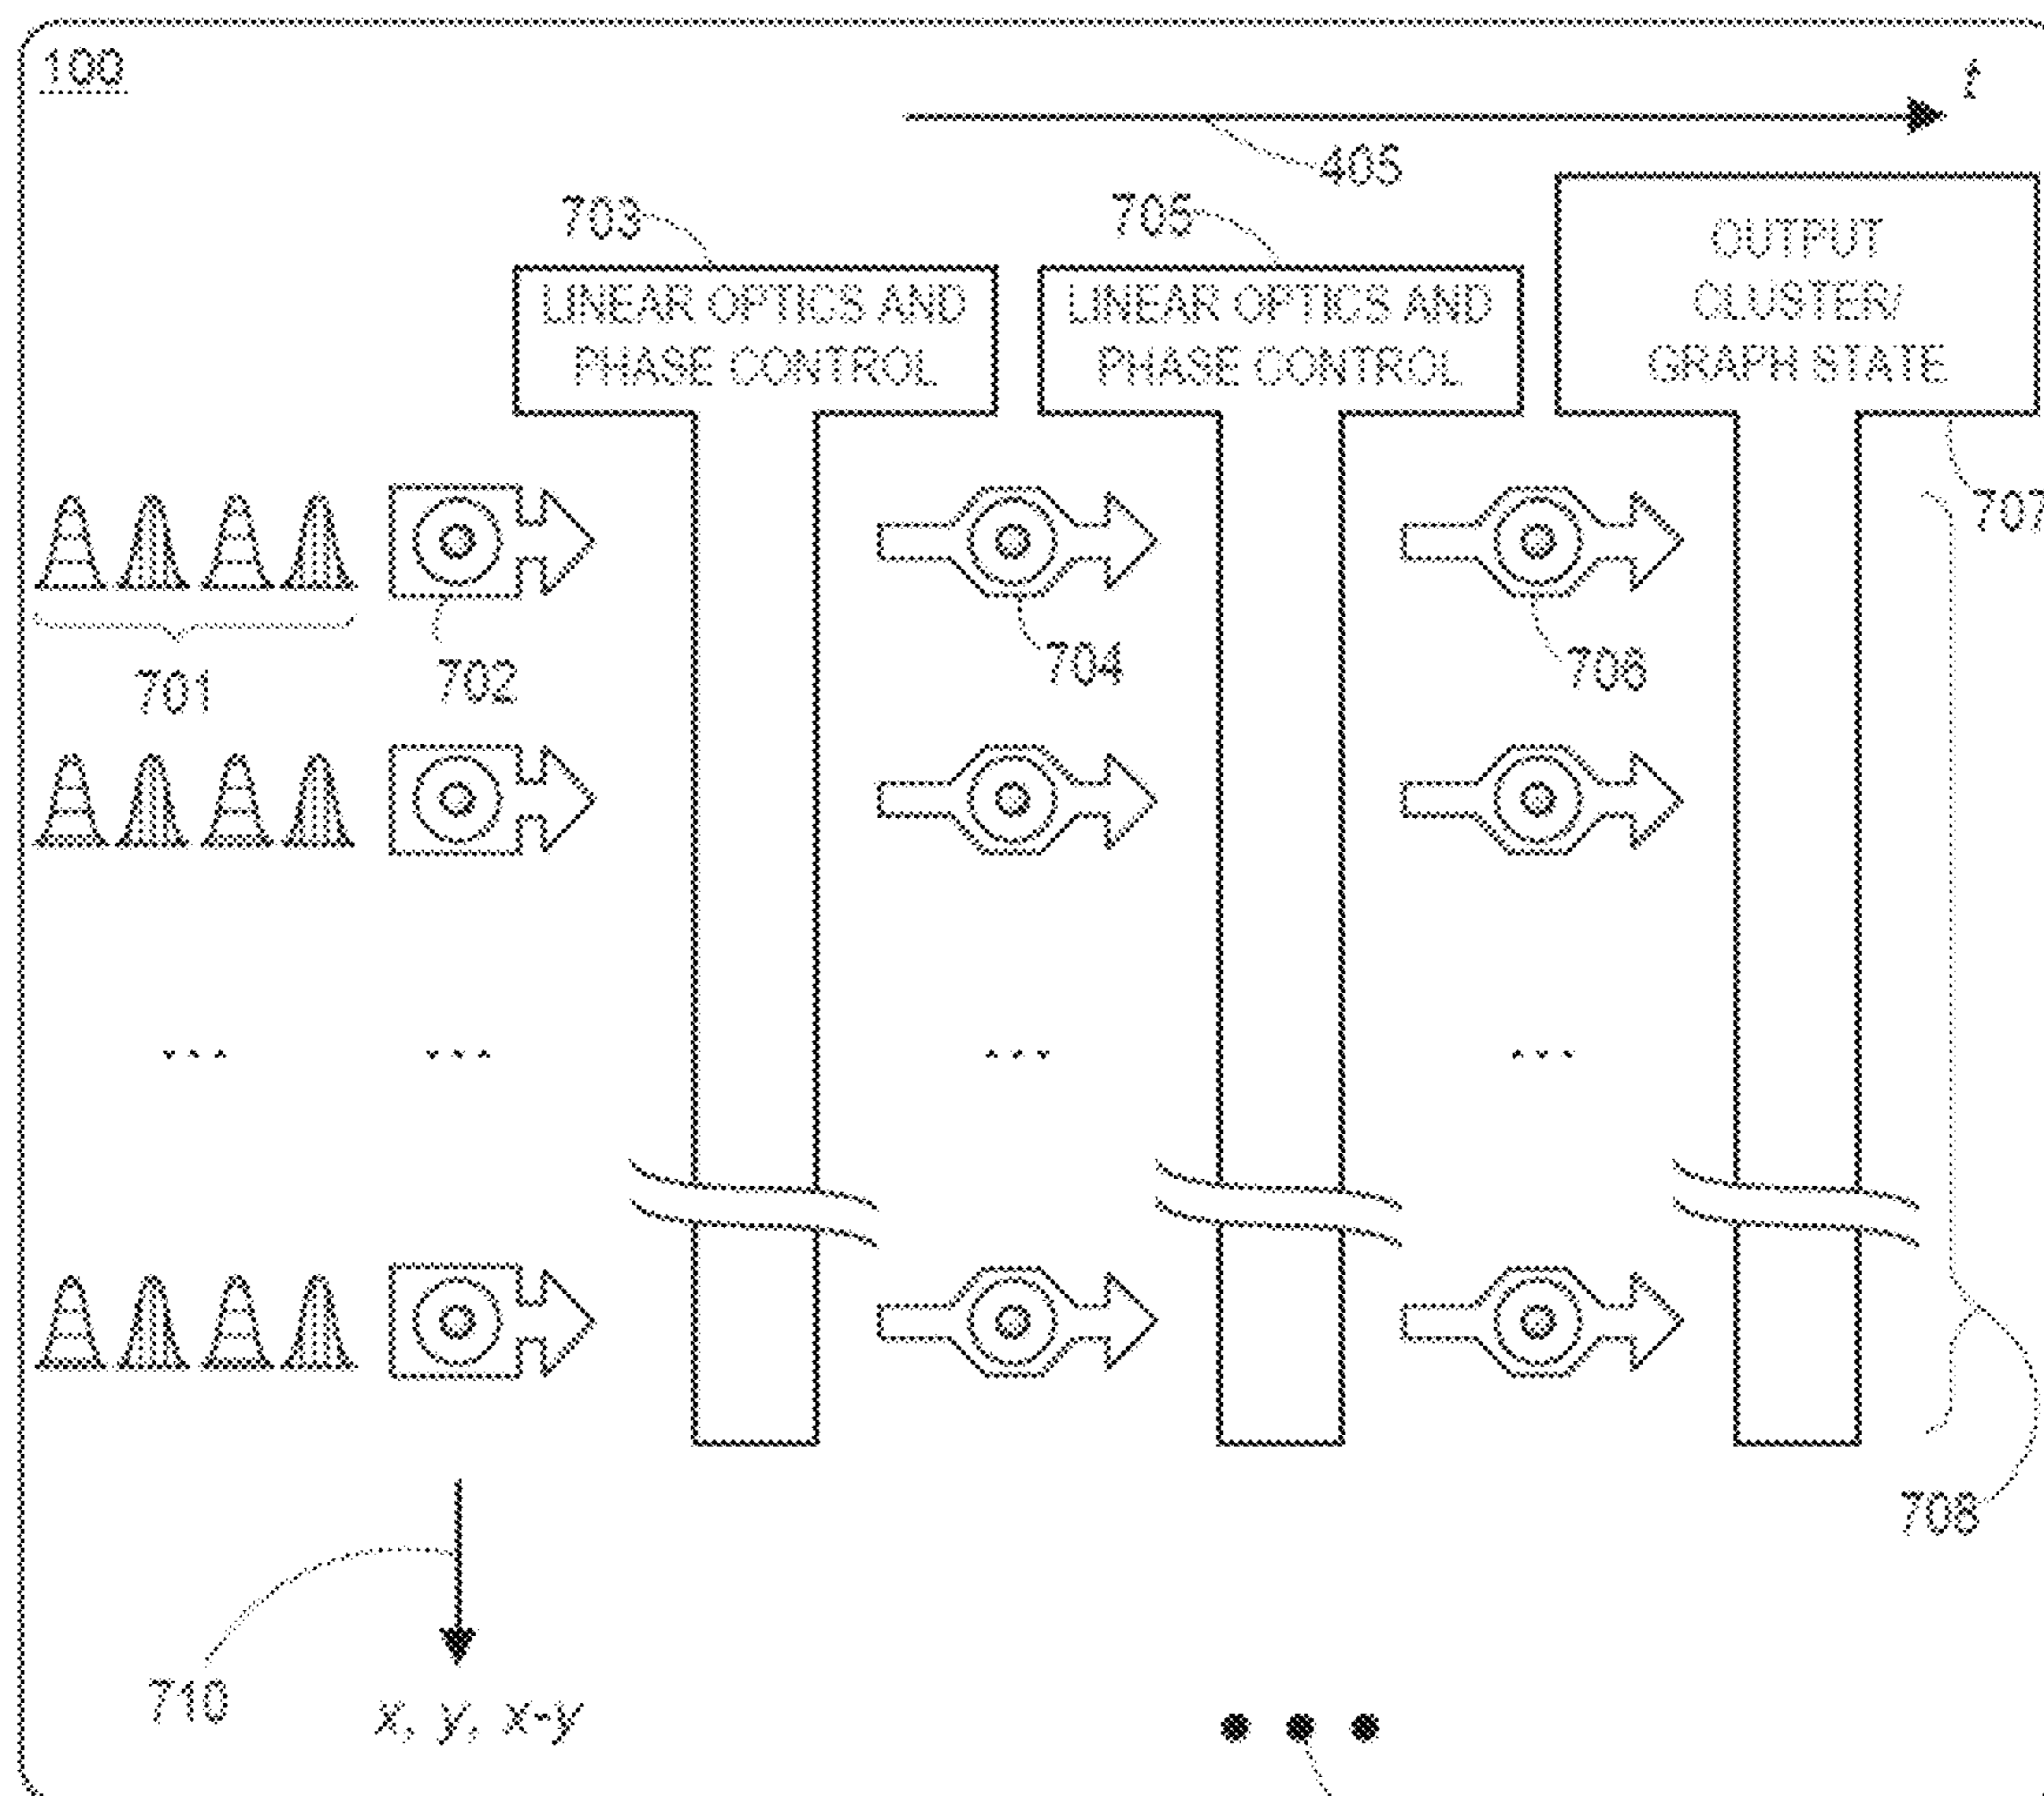 100
t
405
703
705
OUTPUT
CLUSTER/
GRAPH STATE
LINEAR OPTICS AND
PHASE CONTROL
LINEAR OPTICS AND
PHASE CONTROL
707
701
702
704
706
...
...
...
...
708
710
x, y, x-y